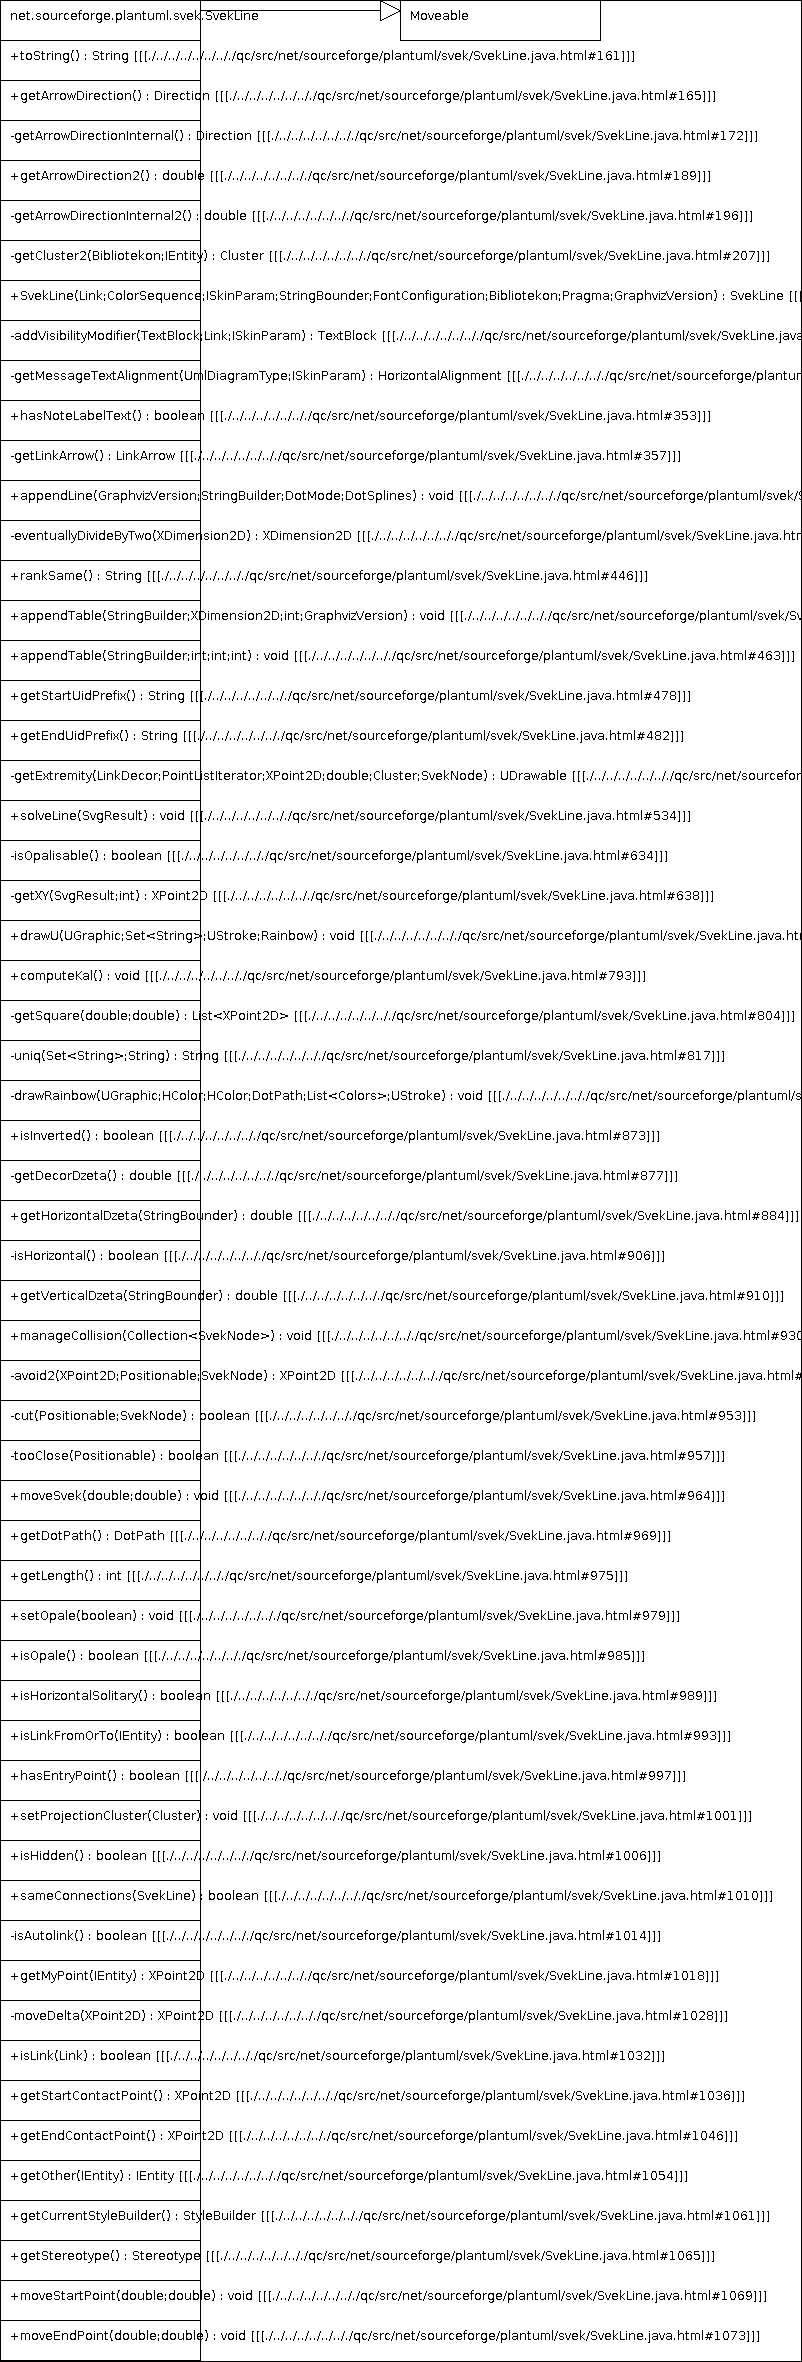 net.sourceforge.plantuml.svek.SvekLine
Moveable
+toString() : String [[[./../../../../../../qc/src/net/sourceforge/plantuml/svek/SvekLine.java.html#161]]]
+getArrowDirection() : Direction [[[./../../../../../../qc/src/net/sourceforge/plantuml/svek/SvekLine.java.html#165]]]
-getArrowDirectionInternal() : Direction [[[./../../../../../../qc/src/net/sourceforge/plantuml/svek/SvekLine.java.html#172]]]
+getArrowDirection2() : double [[[./../../../../../../qc/src/net/sourceforge/plantuml/svek/SvekLine.java.html#189]]]
-getArrowDirectionInternal2() : double [[[./../../../../../../qc/src/net/sourceforge/plantuml/svek/SvekLine.java.html#196]]]
-getCluster2(Bibliotekon;IEntity) : Cluster [[[./../../../../../../qc/src/net/sourceforge/plantuml/svek/SvekLine.java.html#207]]]
+SvekLine(Link;ColorSequence;ISkinParam;StringBounder;FontConfiguration;Bibliotekon;Pragma;GraphvizVersion) : SvekLine [[[
-addVisibilityModifier(TextBlock;Link;ISkinParam) : TextBlock [[[./../../../../../../qc/src/net/sourceforge/plantuml/svek/SvekLine.java
-getMessageTextAlignment(UmlDiagramType;ISkinParam) : HorizontalAlignment [[[./../../../../../../qc/src/net/sourceforge/plantum
+hasNoteLabelText() : boolean [[[./../../../../../../qc/src/net/sourceforge/plantuml/svek/SvekLine.java.html#353]]]
-getLinkArrow() : LinkArrow [[[./../../../../../../qc/src/net/sourceforge/plantuml/svek/SvekLine.java.html#357]]]
+appendLine(GraphvizVersion;StringBuilder;DotMode;DotSplines) : void [[[./../../../../../../qc/src/net/sourceforge/plantuml/svek/S
-eventuallyDivideByTwo(XDimension2D) : XDimension2D [[[./../../../../../../qc/src/net/sourceforge/plantuml/svek/SvekLine.java.htm
+rankSame() : String [[[./../../../../../../qc/src/net/sourceforge/plantuml/svek/SvekLine.java.html#446]]]
+appendTable(StringBuilder;XDimension2D;int;GraphvizVersion) : void [[[./../../../../../../qc/src/net/sourceforge/plantuml/svek/Sv
+appendTable(StringBuilder;int;int;int) : void [[[./../../../../../../qc/src/net/sourceforge/plantuml/svek/SvekLine.java.html#463]]]
+getStartUidPrefix() : String [[[./../../../../../../qc/src/net/sourceforge/plantuml/svek/SvekLine.java.html#478]]]
+getEndUidPrefix() : String [[[./../../../../../../qc/src/net/sourceforge/plantuml/svek/SvekLine.java.html#482]]]
-getExtremity(LinkDecor;PointListIterator;XPoint2D;double;Cluster;SvekNode) : UDrawable [[[./../../../../../../qc/src/net/sourcefor
+solveLine(SvgResult) : void [[[./../../../../../../qc/src/net/sourceforge/plantuml/svek/SvekLine.java.html#534]]]
-isOpalisable() : boolean [[[./../../../../../../qc/src/net/sourceforge/plantuml/svek/SvekLine.java.html#634]]]
-getXY(SvgResult;int) : XPoint2D [[[./../../../../../../qc/src/net/sourceforge/plantuml/svek/SvekLine.java.html#638]]]
+drawU(UGraphic;Set<String>;UStroke;Rainbow) : void [[[./../../../../../../qc/src/net/sourceforge/plantuml/svek/SvekLine.java.htm
+computeKal() : void [[[./../../../../../../qc/src/net/sourceforge/plantuml/svek/SvekLine.java.html#793]]]
-getSquare(double;double) : List<XPoint2D> [[[./../../../../../../qc/src/net/sourceforge/plantuml/svek/SvekLine.java.html#804]]]
-uniq(Set<String>;String) : String [[[./../../../../../../qc/src/net/sourceforge/plantuml/svek/SvekLine.java.html#817]]]
-drawRainbow(UGraphic;HColor;HColor;DotPath;List<Colors>;UStroke) : void [[[./../../../../../../qc/src/net/sourceforge/plantuml/s
+isInverted() : boolean [[[./../../../../../../qc/src/net/sourceforge/plantuml/svek/SvekLine.java.html#873]]]
-getDecorDzeta() : double [[[./../../../../../../qc/src/net/sourceforge/plantuml/svek/SvekLine.java.html#877]]]
+getHorizontalDzeta(StringBounder) : double [[[./../../../../../../qc/src/net/sourceforge/plantuml/svek/SvekLine.java.html#884]]]
-isHorizontal() : boolean [[[./../../../../../../qc/src/net/sourceforge/plantuml/svek/SvekLine.java.html#906]]]
+getVerticalDzeta(StringBounder) : double [[[./../../../../../../qc/src/net/sourceforge/plantuml/svek/SvekLine.java.html#910]]]
+manageCollision(Collection<SvekNode>) : void [[[./../../../../../../qc/src/net/sourceforge/plantuml/svek/SvekLine.java.html#930
-avoid2(XPoint2D;Positionable;SvekNode) : XPoint2D [[[./../../../../../../qc/src/net/sourceforge/plantuml/svek/SvekLine.java.html#
-cut(Positionable;SvekNode) : boolean [[[./../../../../../../qc/src/net/sourceforge/plantuml/svek/SvekLine.java.html#953]]]
-tooClose(Positionable) : boolean [[[./../../../../../../qc/src/net/sourceforge/plantuml/svek/SvekLine.java.html#957]]]
+moveSvek(double;double) : void [[[./../../../../../../qc/src/net/sourceforge/plantuml/svek/SvekLine.java.html#964]]]
+getDotPath() : DotPath [[[./../../../../../../qc/src/net/sourceforge/plantuml/svek/SvekLine.java.html#969]]]
+getLength() : int [[[./../../../../../../qc/src/net/sourceforge/plantuml/svek/SvekLine.java.html#975]]]
+setOpale(boolean) : void [[[./../../../../../../qc/src/net/sourceforge/plantuml/svek/SvekLine.java.html#979]]]
+isOpale() : boolean [[[./../../../../../../qc/src/net/sourceforge/plantuml/svek/SvekLine.java.html#985]]]
+isHorizontalSolitary() : boolean [[[./../../../../../../qc/src/net/sourceforge/plantuml/svek/SvekLine.java.html#989]]]
+isLinkFromOrTo(IEntity) : boolean [[[./../../../../../../qc/src/net/sourceforge/plantuml/svek/SvekLine.java.html#993]]]
+hasEntryPoint() : boolean [[[./../../../../../../qc/src/net/sourceforge/plantuml/svek/SvekLine.java.html#997]]]
+setProjectionCluster(Cluster) : void [[[./../../../../../../qc/src/net/sourceforge/plantuml/svek/SvekLine.java.html#1001]]]
+isHidden() : boolean [[[./../../../../../../qc/src/net/sourceforge/plantuml/svek/SvekLine.java.html#1006]]]
+sameConnections(SvekLine) : boolean [[[./../../../../../../qc/src/net/sourceforge/plantuml/svek/SvekLine.java.html#1010]]]
-isAutolink() : boolean [[[./../../../../../../qc/src/net/sourceforge/plantuml/svek/SvekLine.java.html#1014]]]
+getMyPoint(IEntity) : XPoint2D [[[./../../../../../../qc/src/net/sourceforge/plantuml/svek/SvekLine.java.html#1018]]]
-moveDelta(XPoint2D) : XPoint2D [[[./../../../../../../qc/src/net/sourceforge/plantuml/svek/SvekLine.java.html#1028]]]
+isLink(Link) : boolean [[[./../../../../../../qc/src/net/sourceforge/plantuml/svek/SvekLine.java.html#1032]]]
+getStartContactPoint() : XPoint2D [[[./../../../../../../qc/src/net/sourceforge/plantuml/svek/SvekLine.java.html#1036]]]
+getEndContactPoint() : XPoint2D [[[./../../../../../../qc/src/net/sourceforge/plantuml/svek/SvekLine.java.html#1046]]]
+getOther(IEntity) : IEntity [[[./../../../../../../qc/src/net/sourceforge/plantuml/svek/SvekLine.java.html#1054]]]
+getCurrentStyleBuilder() : StyleBuilder [[[./../../../../../../qc/src/net/sourceforge/plantuml/svek/SvekLine.java.html#1061]]]
+getStereotype() : Stereotype [[[./../../../../../../qc/src/net/sourceforge/plantuml/svek/SvekLine.java.html#1065]]]
+moveStartPoint(double;double) : void [[[./../../../../../../qc/src/net/sourceforge/plantuml/svek/SvekLine.java.html#1069]]]
+moveEndPoint(double;double) : void [[[./../../../../../../qc/src/net/sourceforge/plantuml/svek/SvekLine.java.html#1073]]]